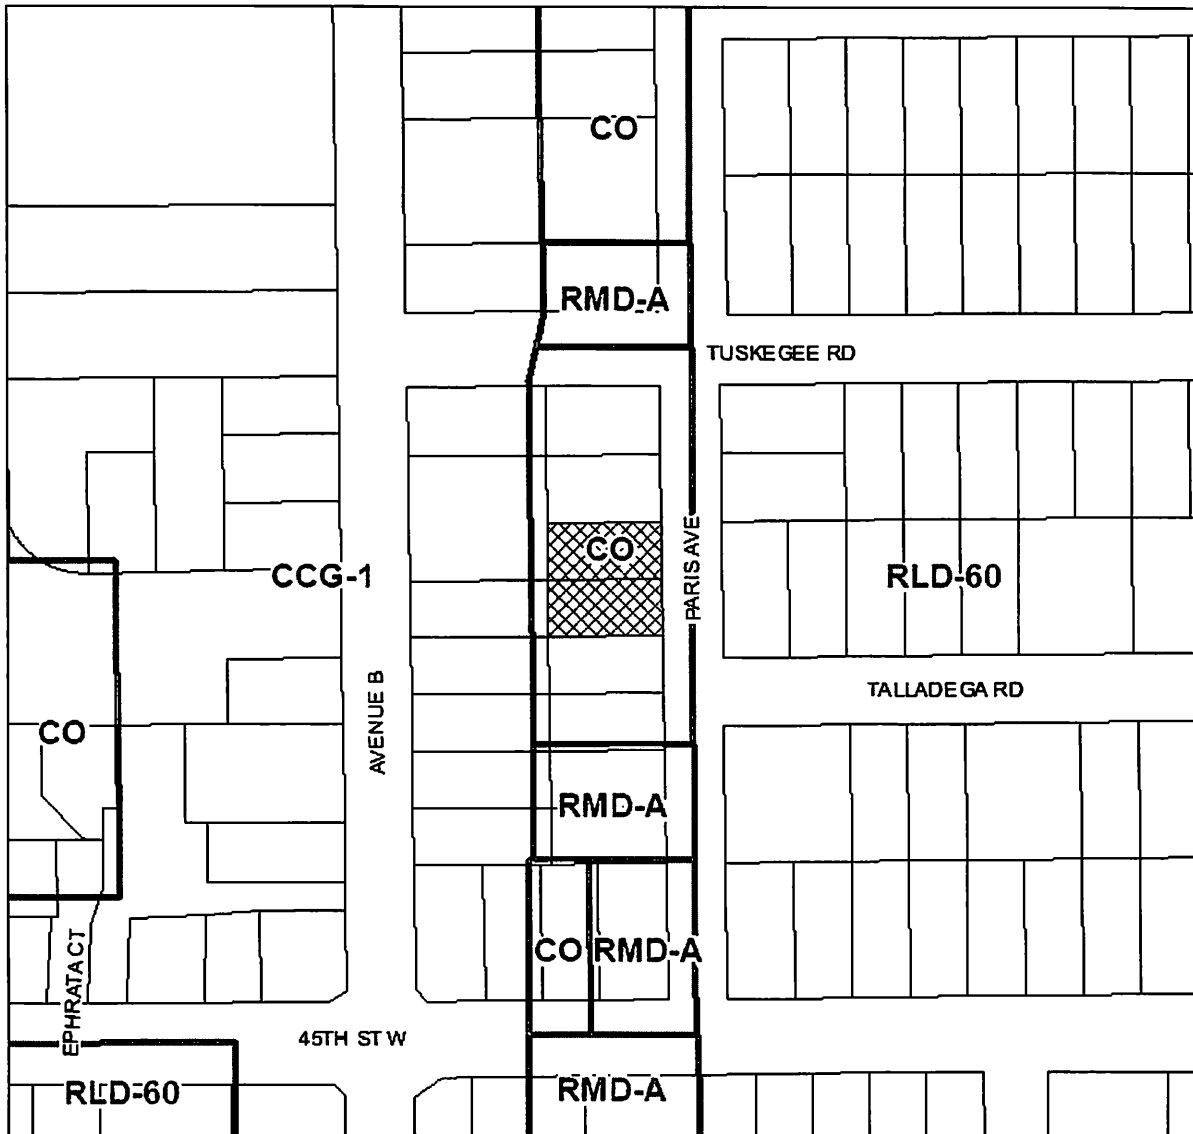 CO
RMD-A
TUSKEGEE RD
CO
PARIS AVE
CCG-1
RLD-60
AVENUE B
TALLADEGA RD
CO
RMD-A
CO
RMD-A
EPHRATA CT
45TH ST W
RLD-60
RMD-A